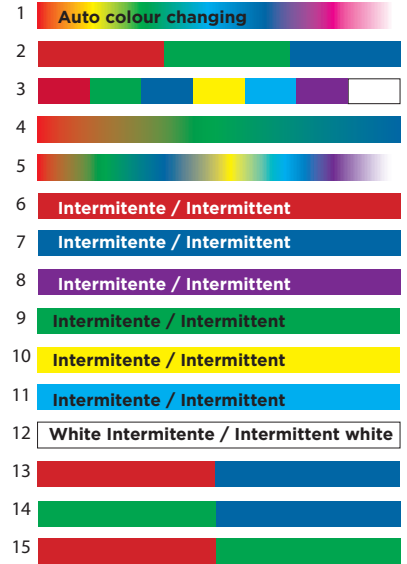 1 Auto colour changing
2
3
4
5
6 Intermitente / Intermittent
7 Intermitente / Intermittent
8 Intermitente / Intermittent
9 Intermitente / Intermittent
10 Intermitente / Intermittent
11 Intermitente / Intermittent
12 White Intermitente / Intermittent white
13
14
15